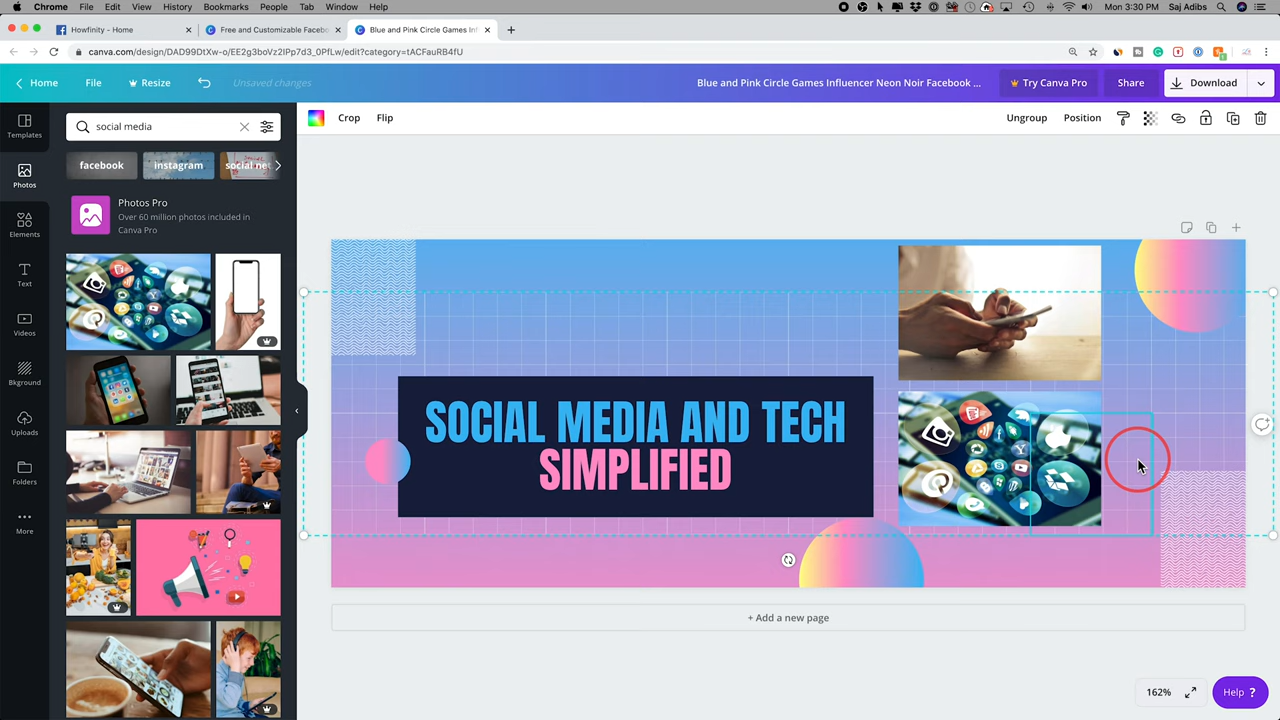 Chrome File Edit View History Bookmarks People Tab Window Help
Mon 3:30 PM Saj Adibs
Howfinity - Home
Free and Customizable Facebo
Blue and Pink Circle Games Inf
canva.com/design/DAD99DtXw-o/EE2g3boVz2IPp7d3_0PfLw/edit?category=tACFauRB4fU
Home File Resize Unsaved changes
Blue and Pink Circle Games Influencer Neon Noir Facebook ...
Try Canva Pro Share Download
Templates
Photos
Elements
Text
Videos
Bkground
Uploads
Folders
More
social media
facebook instagram social net
Photos Pro
Over 60 million photos included in
Canva Pro
Crop Flip
Ungroup Position
SOCIAL MEDIA AND TECH
SIMPLIFIED
+ Add a new page
162%
Help ?